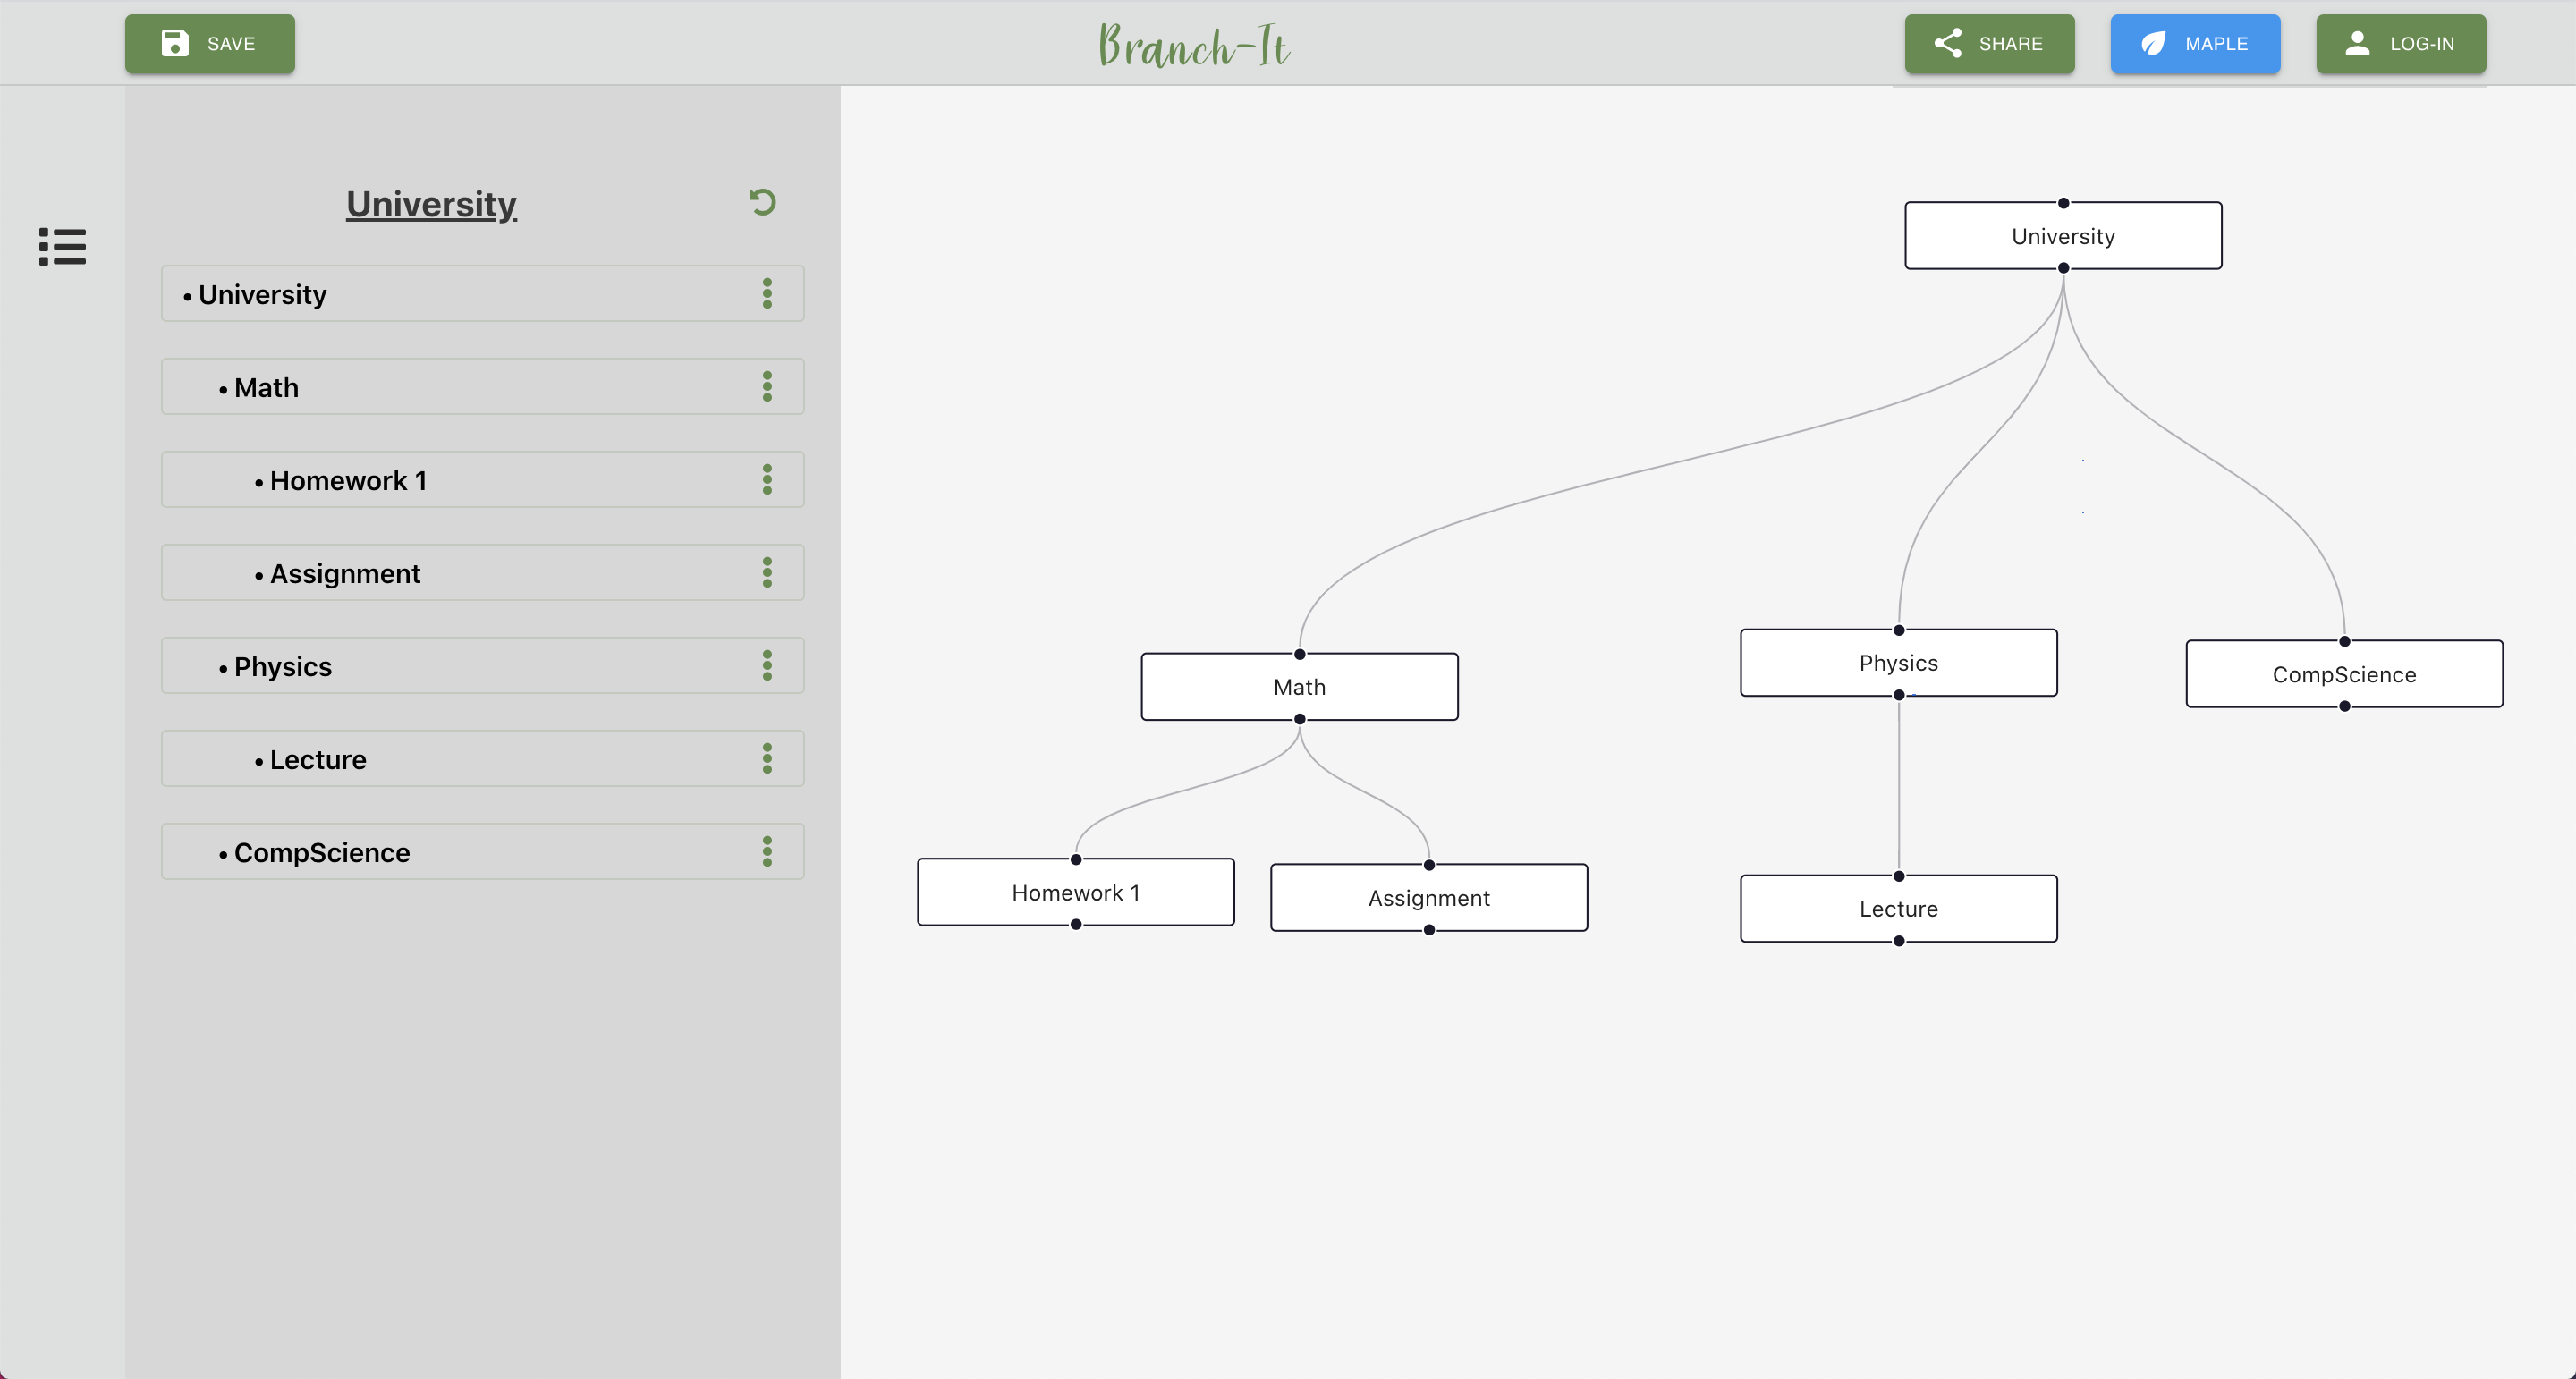 SAVE
Branch-It
SHARE
MAPLE
LOG-IN
University
• University
• Math
• Homework 1
• Assignment
• Physics
• Lecture
• CompScience
University
Math
Physics
CompScience
Homework 1
Assignment
Lecture